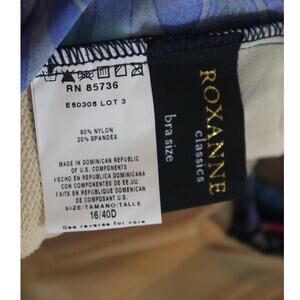 RN 85736
E50305 LOT 3
80% NYLON
20% SPANDEX
MADE IN DOMINICAN REPUBLIC
OF U.S. COMPONENTS
HECHO EN REPUBLICA DOMINICANA
CON COMPONENTES DE EE.UU.
FAITS EN REPUBLIQUE DOMINICAN
DE COMPOSANT U.S.
SIZE/TAMANO/TALLE
16/40D
See reverse for care
ROXANNE
classics
bra size